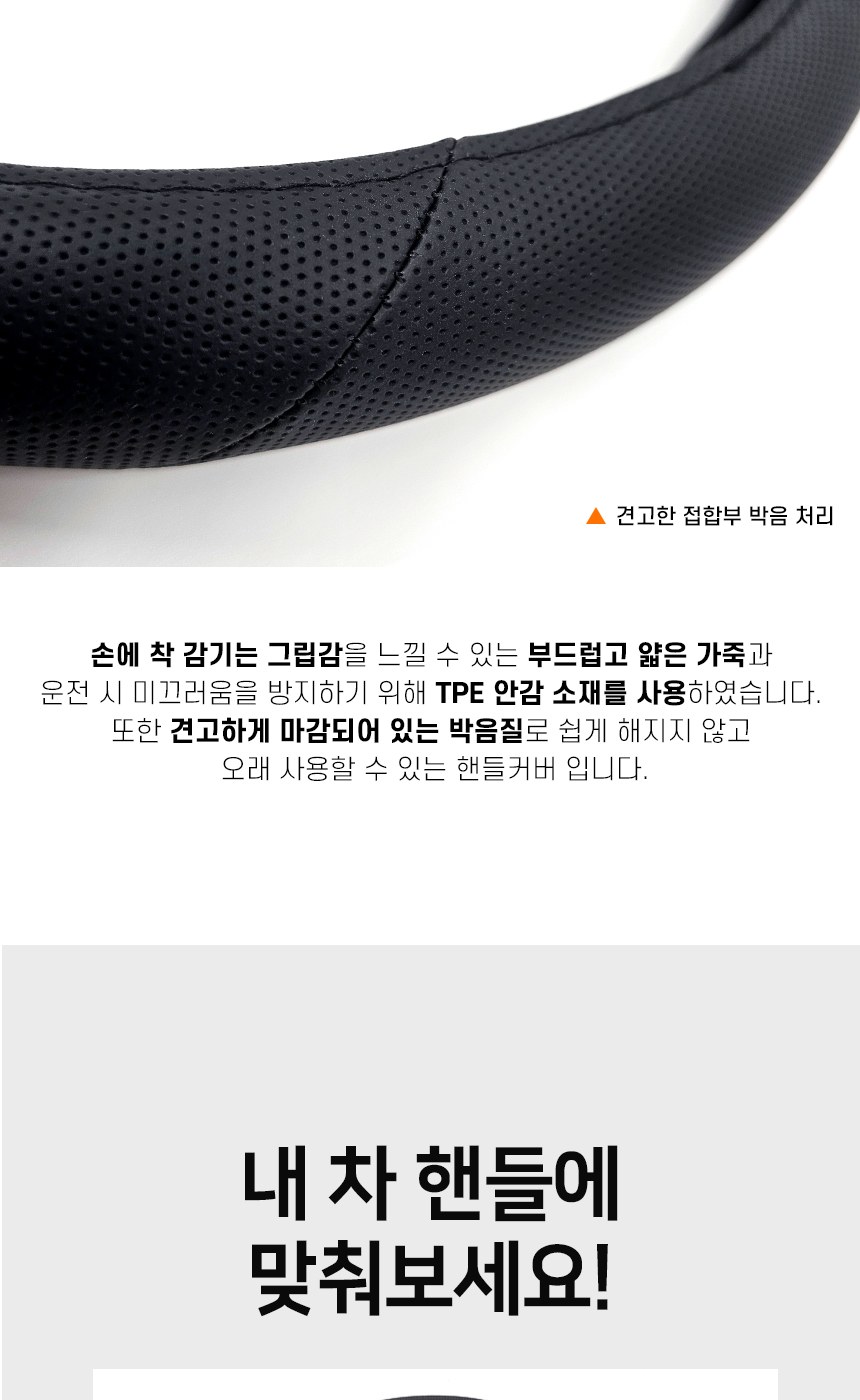 ▲ 견고한 접합부 박음 처리
손에 착 감기는 그립감을 느낄 수 있는 부드럽고 얇은 가죽과
운전 시 미끄러움을 방지하기 위해 TPE 안감 소재를 사용하였습니다.
또한 견고하게 마감되어 있는 박음질로 쉽게 해지지 않고
오래 사용할 수 있는 핸들커버 입니다.
내 차 핸들에
맞춰보세요!